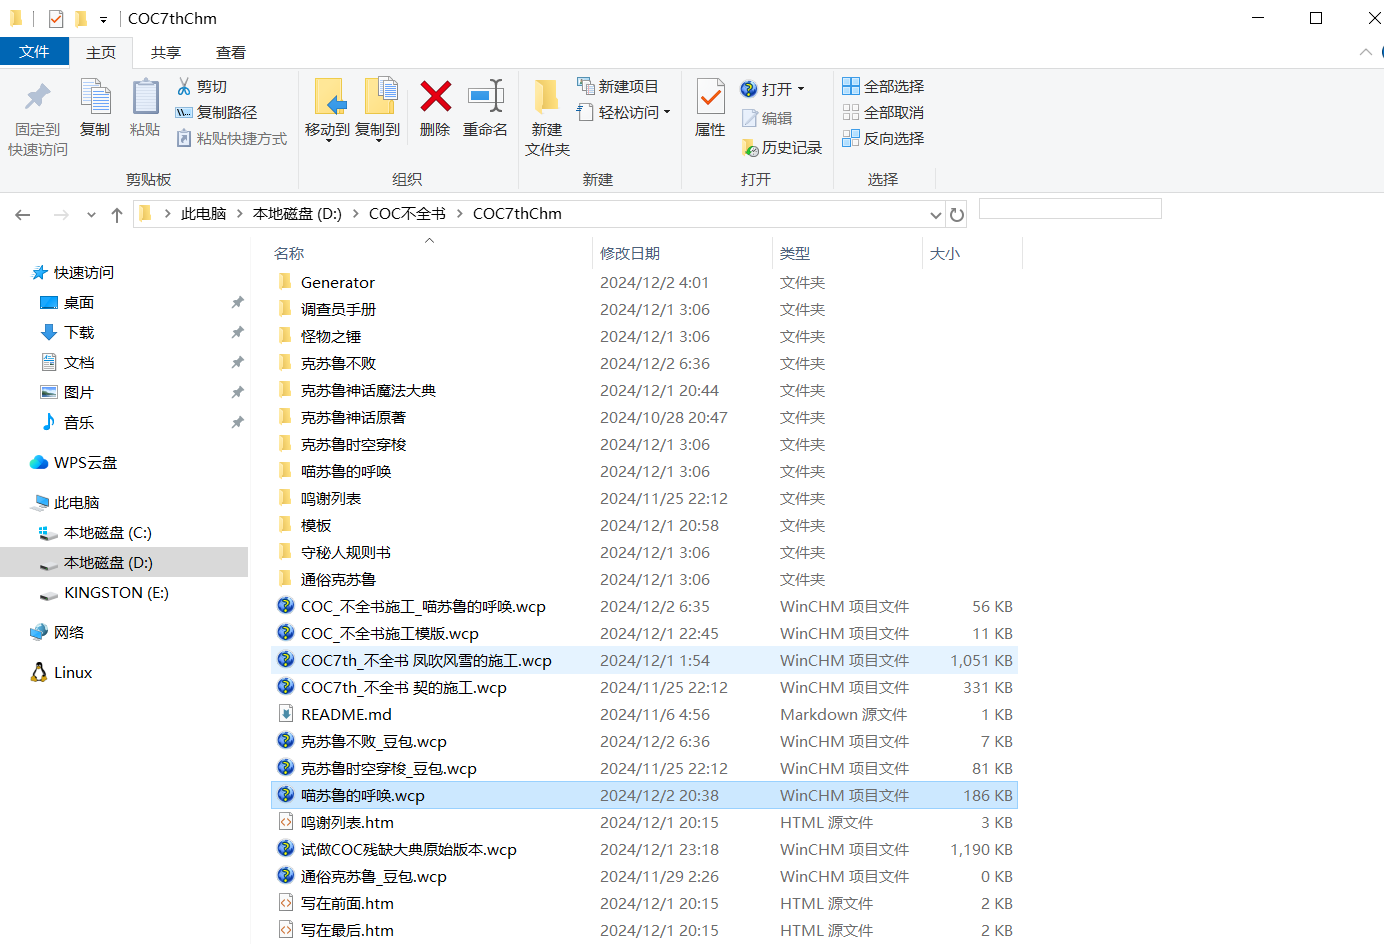 COC7thChm
文件 主页 共享 查看
固定到快速访问 复制 粘贴 剪切 复制路径 粘贴快捷方式 移动到 复制到 删除 重命名 新建文件夹 新建项目 轻松访问 属性 打开 编辑 历史记录 全部选择 全部取消 反向选择
剪贴板 组织 新建 打开 选择
此电脑 本地磁盘 (D:) COC不全书 COC7thChm
快速访问
桌面
下载
文档
图片
音乐
WPS云盘
此电脑
本地磁盘 (C:)
本地磁盘 (D:)
KINGSTON (E:)
网络
Linux
名称 修改日期 类型 大小
Generator 2024/12/2 4:01 文件夹
调查员手册 2024/12/1 3:06 文件夹
怪物之锤 2024/12/1 3:06 文件夹
克苏鲁不败 2024/12/2 6:36 文件夹
克苏鲁神话魔法大典 2024/12/1 20:44 文件夹
克苏鲁神话原著 2024/10/28 20:47 文件夹
克苏鲁时空穿梭 2024/12/1 3:06 文件夹
喵苏鲁的呼唤 2024/12/1 3:06 文件夹
鸣谢列表 2024/11/25 22:12 文件夹
模板 2024/12/1 20:58 文件夹
守秘人规则书 2024/12/1 3:06 文件夹
通俗克苏鲁 2024/12/1 3:06 文件夹
COC_不全书施工_喵苏鲁的呼唤.wcp 2024/12/2 6:35 WinCHM 项目文件 56 KB
COC_不全书施工模版.wcp 2024/12/1 22:45 WinCHM 项目文件 11 KB
COC7th_不全书 凤吹风雪的施工.wcp 2024/12/1 1:54 WinCHM 项目文件 1,051 KB
COC7th_不全书 契的施工.wcp 2024/11/25 22:12 WinCHM 项目文件 331 KB
README.md 2024/11/6 4:56 Markdown 源文件 1 KB
克苏鲁不败_豆包.wcp 2024/12/2 6:36 WinCHM 项目文件 7 KB
克苏鲁时空穿梭_豆包.wcp 2024/11/25 22:12 WinCHM 项目文件 81 KB
喵苏鲁的呼唤.wcp 2024/12/2 20:38 WinCHM 项目文件 186 KB
鸣谢列表.htm 2024/12/1 20:15 HTML 源文件 3 KB
试做COC残缺大典原始版本.wcp 2024/12/1 23:18 WinCHM 项目文件 1,190 KB
通俗克苏鲁_豆包.wcp 2024/11/29 2:26 WinCHM 项目文件 0 KB
写在前面.htm 2024/12/1 20:15 HTML 源文件 2 KB
写在最后.htm 2024/12/1 20:15 HTML 源文件 2 KB